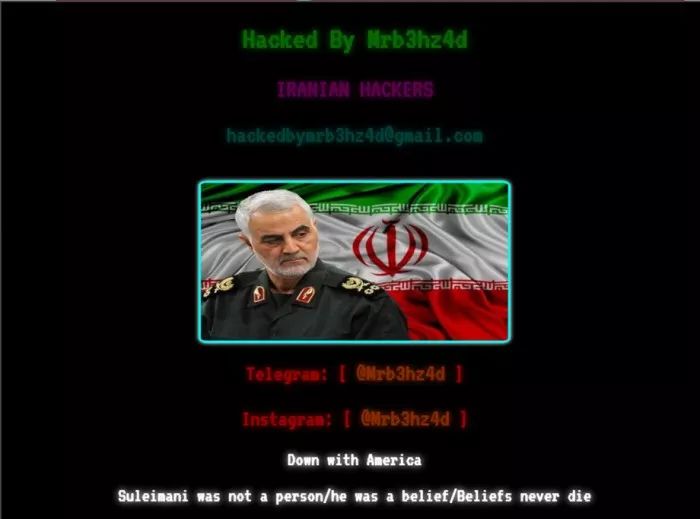 Hacked By Mrb3hz4d
IRANIAN HACKERS
hackedbymrb3hz4d@gmail.com
Telegram: [ @Mrb3hz4d ]
Instagram: [ @Mrb3hz4d ]
Down with America
Suleimani was not a person/he was a belief/Beliefs never die